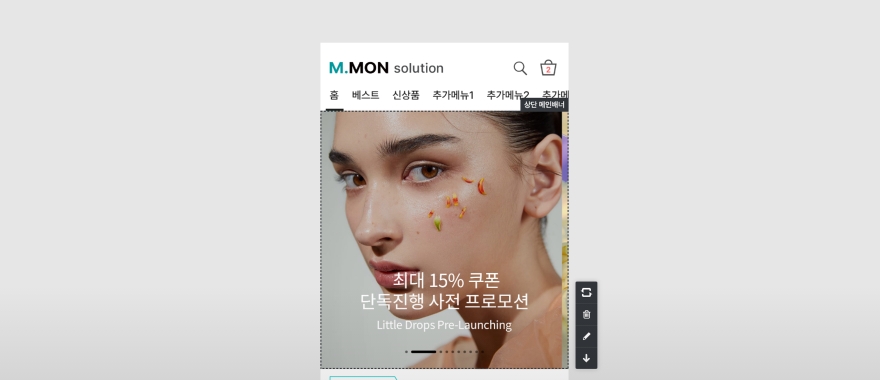 M.MON solution
2
홈 베스트 신상품 추가메뉴1 추가메뉴2 추가메
상단 메인배너
최대 15% 쿠폰
단독진행 사전 프로모션
Little Drops Pre-Launching